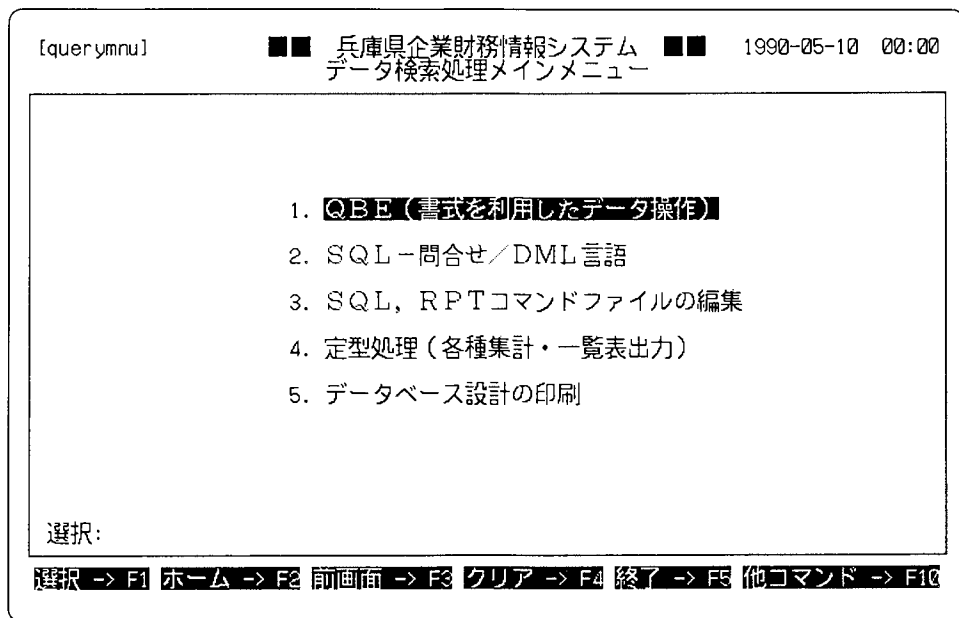 [querymnu] ■■ 兵庫県企業財務情報システム ■■ 1990-05-10 00:00
データ検索処理メインメニュー
1. QBE(書式を利用したデータ操作)
2. SQL-問合せ/DML言語
3. SQL, RPTコマンドファイルの編集
4. 定型処理(各種集計・一覧表出力)
5. データベース設計の印刷
選択:
選択 -> F1 ホーム -> F2 前画面 -> F3 クリア -> F4 終了 -> F5 他コマンド -> F10